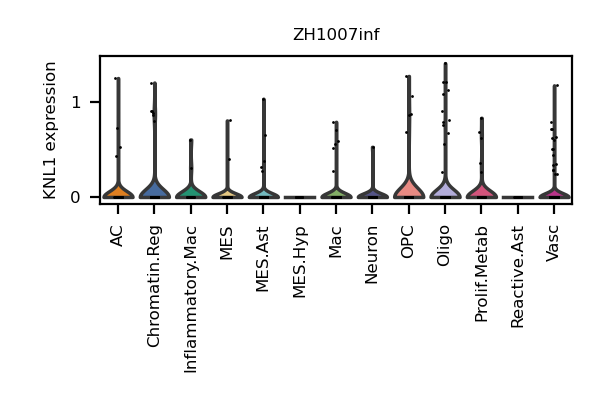 ZH1007inf
KNL1 expression
1
0
AC
Chromatin.Reg
Inflammatory.Mac
MES
MES.Ast
MES.Hyp
Mac
Neuron
OPC
Oligo
Prolif.Metab
Reactive.Ast
Vasc